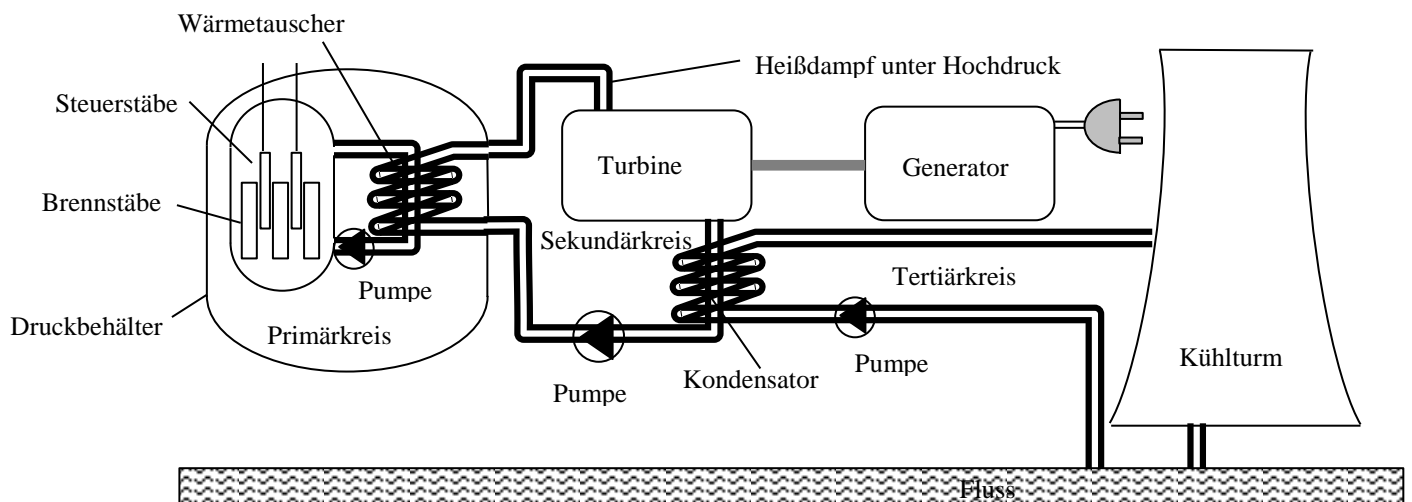 Wärmetauscher
Heißdampf unter Hochdruck
Steuerstäbe
Turbine
Generator
Brennstäbe
Sekundärkreis
Tertiärkreis
Pumpe
Druckbehälter
Primärkreis
Pumpe
Kondensator
Pumpe
Kühlturm
Fluss